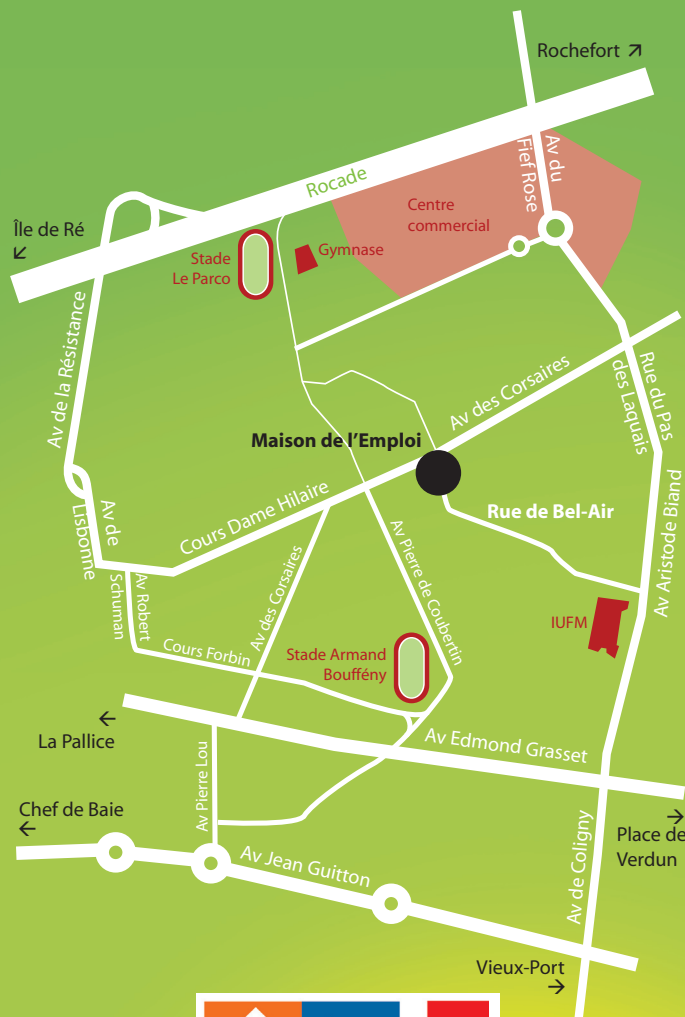 Rochefort
Av du
Fief Rose
Rocade
Centre
commercial
Île de Ré
Gymnase
Stade
Le Parco
Av de la Résistance
Av des Corsaires
Rue du Pas
des Laquais
Maison de l'Emploi
Cours Dame Hilaire
Rue de Bel-Air
Av de
Lisbonne
Av Pierre de Coubertin
Av Aristode Biand
Av Robert
Schuman
Av des Corsaires
IUFM
Cours Forbin
Stade Armand
Bouffény
La Pallice
Av Edmond Grasset
Av Pierre Lou
Chef de Baie
Place de
Verdun
Av Jean Guitton
Av de Coligny
Vieux-Port